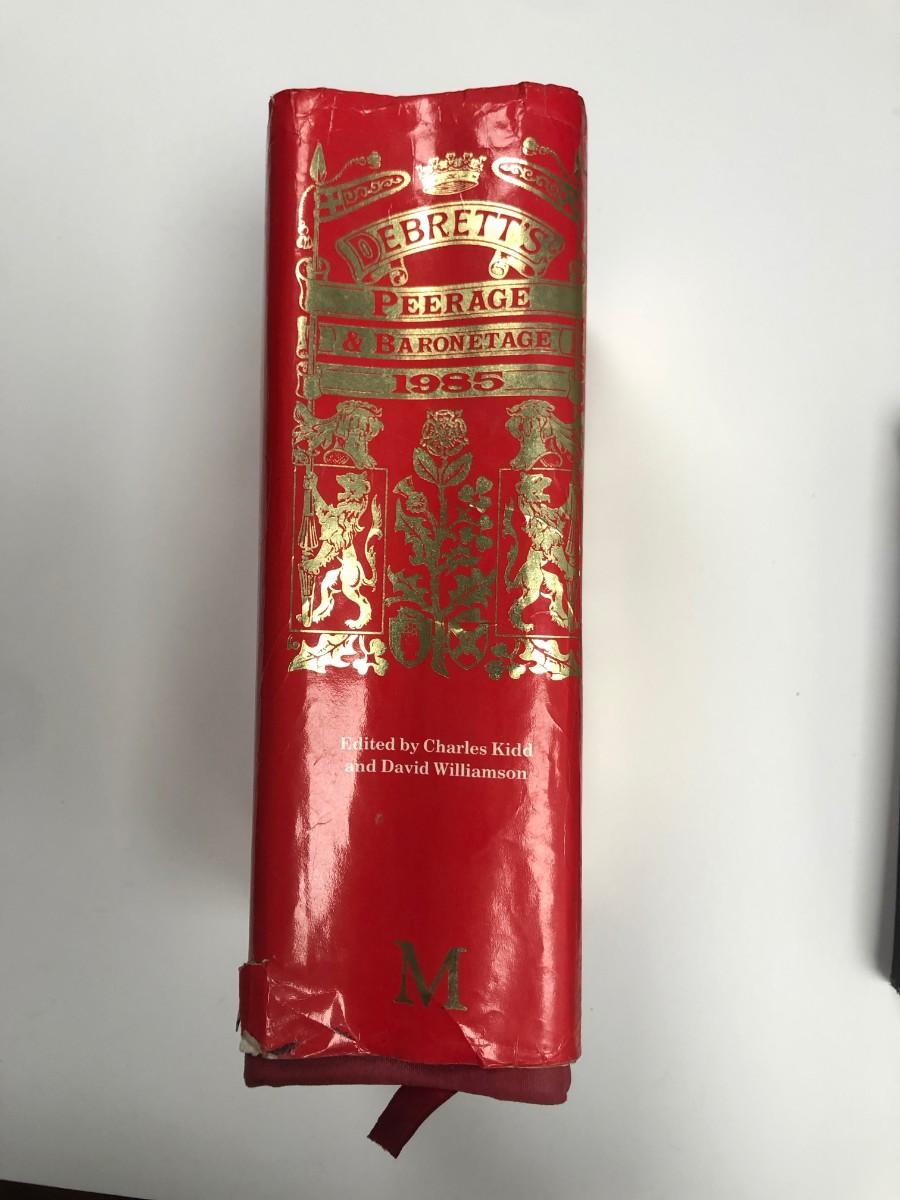 DEBRETT'S
PEERAGE
& BARONETAGE
1985
Edited by Charles Kidd
and David Williamson
M